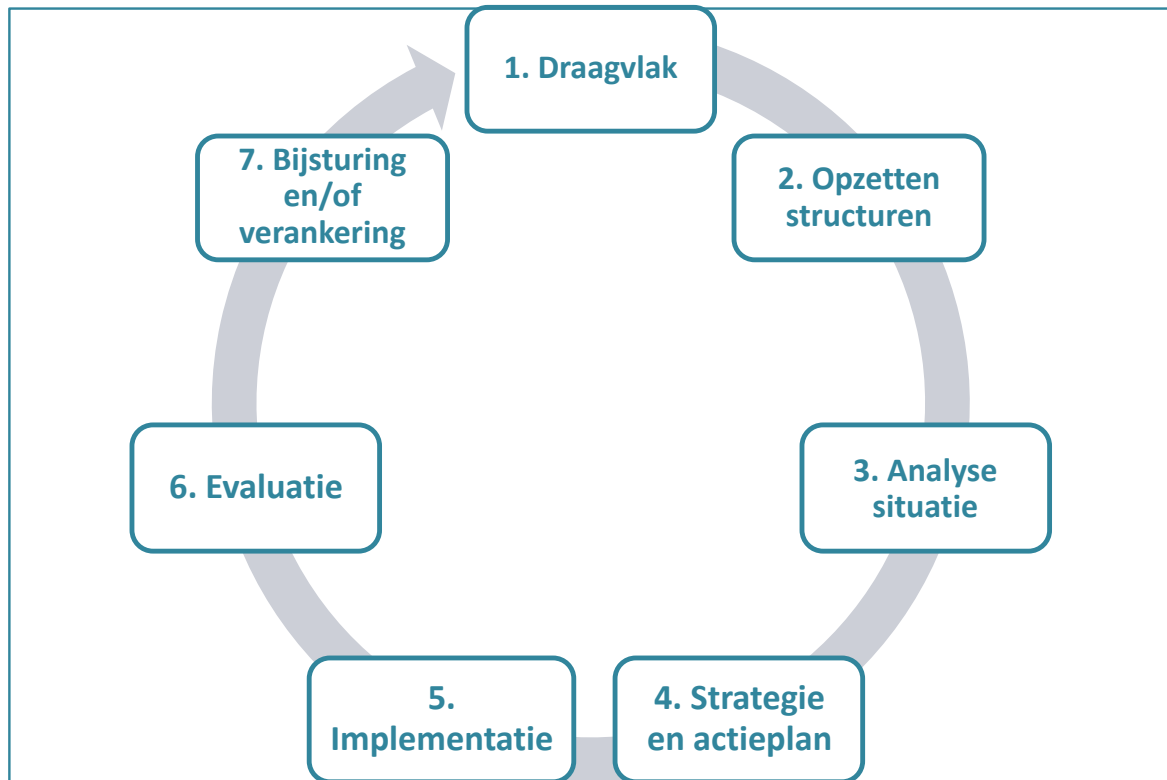 1. Draagvlak
2. Opzetten
structuren
3. Analyse
situatie
4. Strategie
en actieplan
5.
Implementatie
6. Evaluatie
7. Bijsturing
en/of
verankering